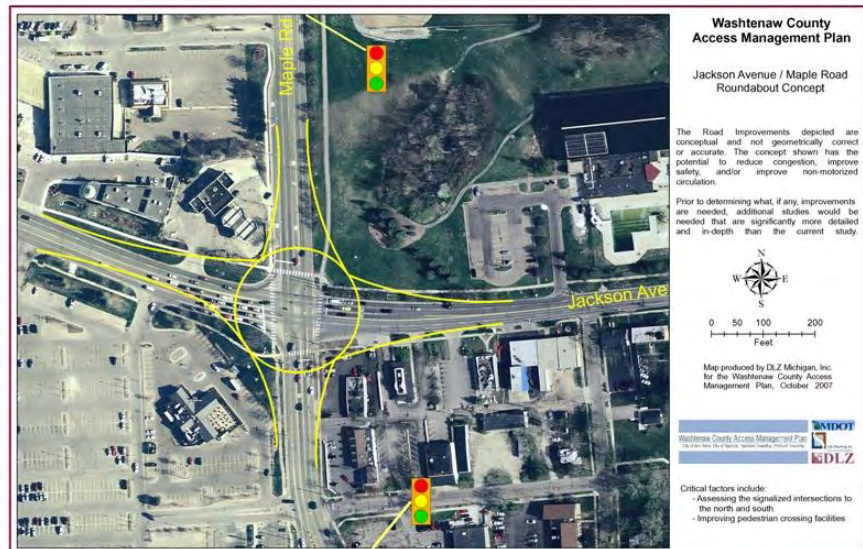 Washtenaw County
Access Management Plan
Jackson Avenue / Maple Road
Roundabout Concept
The Road Improvements depicted are
conceptual and not geometrically correct
or accurate. The concept shown has the
potential to reduce congestion, improve
safety, and/or improve non-motorized
circulation.
Prior to determining what, if any, improvements
are needed, additional studies would be
needed that are significantly more detailed
and in-depth than the current study.
N
W E
S
0 50 100 200
Feet
Map produced by DLZ Michigan, Inc.
for the Washtenaw County Access
Management Plan, October 2007
Washtenaw County Access Management Plan
MDOT
DLZ
Critical factors include:
- Assessing the signalized intersections to
the north and south
- Improving pedestrian crossing facilities
Maple Rd
Jackson Ave